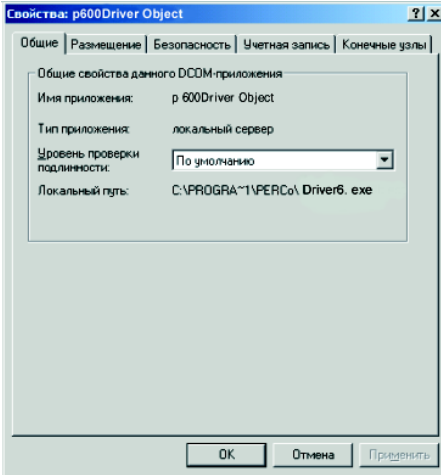 Свойства: p600Driver Object
Общие Размещение Безопасность Учетная запись Конечные узлы
Общие свойства данного DCOM-приложения
Имя приложения: p 600Driver Object
Тип приложения: локальный сервер
Уровень проверки подлинности: По умолчанию
Локальный путь: C:\PROGRA~1\PERCo\ Driver6. exe
OK Отмена Применить